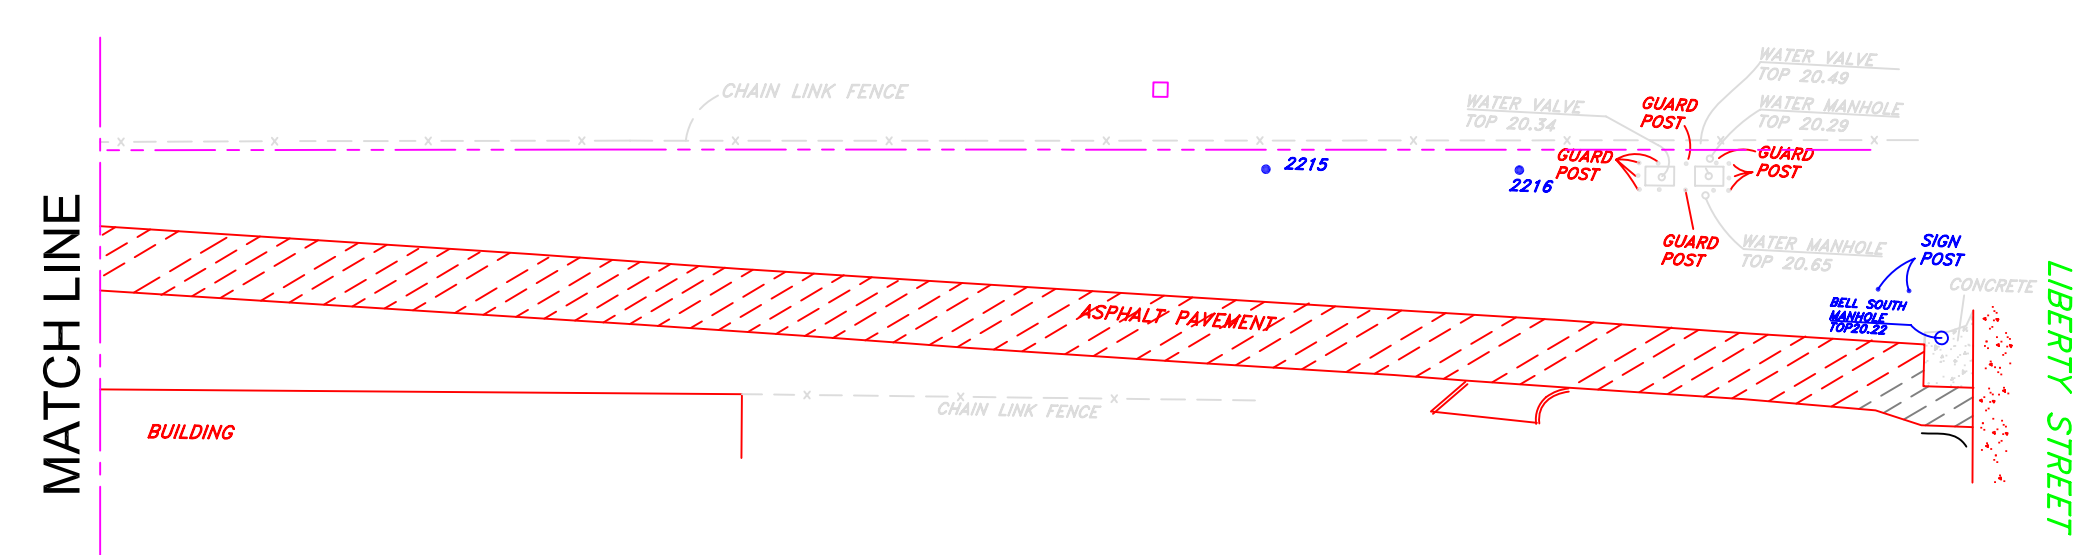 MATCH LINE
CHAIN LINK FENCE
WATER VALVE
TOP 20.49
WATER VALVE
TOP 20.34
GUARD
POST
WATER MANHOLE
TOP 20.29
GUARD
POST
GUARD
POST
2215
2216
GUARD
POST
WATER MANHOLE
TOP 20.65
SIGN
POST
CONCRETE
BELL SOUTH
MANHOLE
TOP20.22
LIBERTY STREET
ASPHALT PAVEMENT
CHAIN LINK FENCE
BUILDING